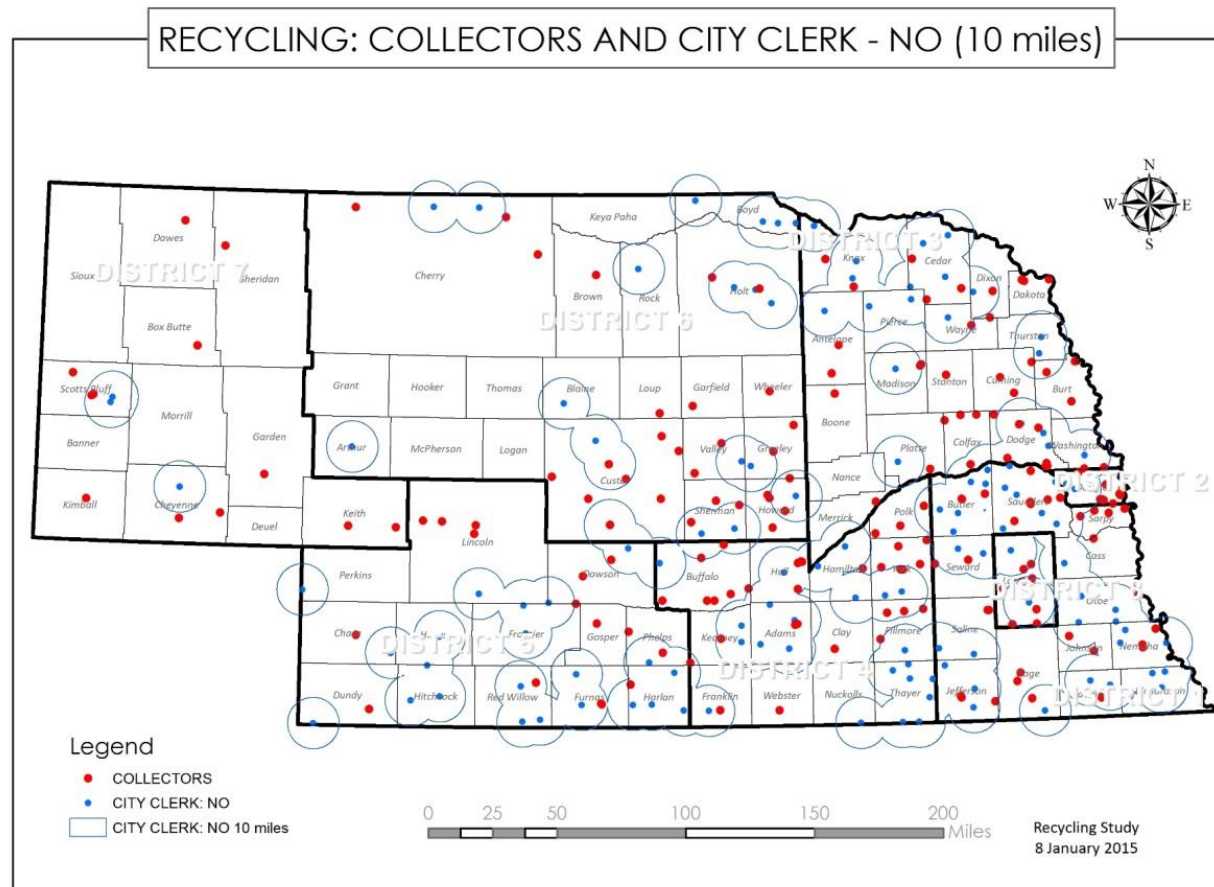 RECYCLING: COLLECTORS AND CITY CLERK - NO (10 miles)
N
W E
S
Keya Paha
Boyd
DISTRICT 3
Knox
Cedar
Dixon
Dakota
Dawes
Sioux
DISTRICT 7
Sheridan
Cherry
Brown
Rock
Holt
DISTRICT 6
Box Butte
Antelope
Pierce
Wayne
Thurston
Scotts Bluff
Morrill
Grant
Hooker
Thomas
Blaine
Loup
Garfield
Wheeler
Madison
Stanton
Cuming
Burt
Banner
Garden
Arthur
McPherson
Logan
Custer
Valley
Greeley
Boone
Platte
Colfax
Dodge
Washington
Nance
Kimball
Cheyenne
Deuel
Keith
Lincoln
Sherman
Howard
Merrick
Polk
Butler
Saunders
DISTRICT 2
Sarpy
Cass
Perkins
Dawson
Buffalo
Hall
Hamilton
York
Seward
DISTRICT 8
Otoe
Chase
DISTRICT 5
Frontier
Gosper
Phelps
Kearney
Adams
Clay
Fillmore
Saline
Johnson
Nemaha
DISTRICT 4
Dundy
Hitchcock
Red Willow
Furnas
Harlan
Franklin
Webster
Nuckolls
Thayer
Jefferson
Gage
DISTRICT 1
Legend
COLLECTORS
CITY CLERK: NO
CITY CLERK: NO 10 miles
0 25 50 100 150 200
Miles
Recycling Study
8 January 2015